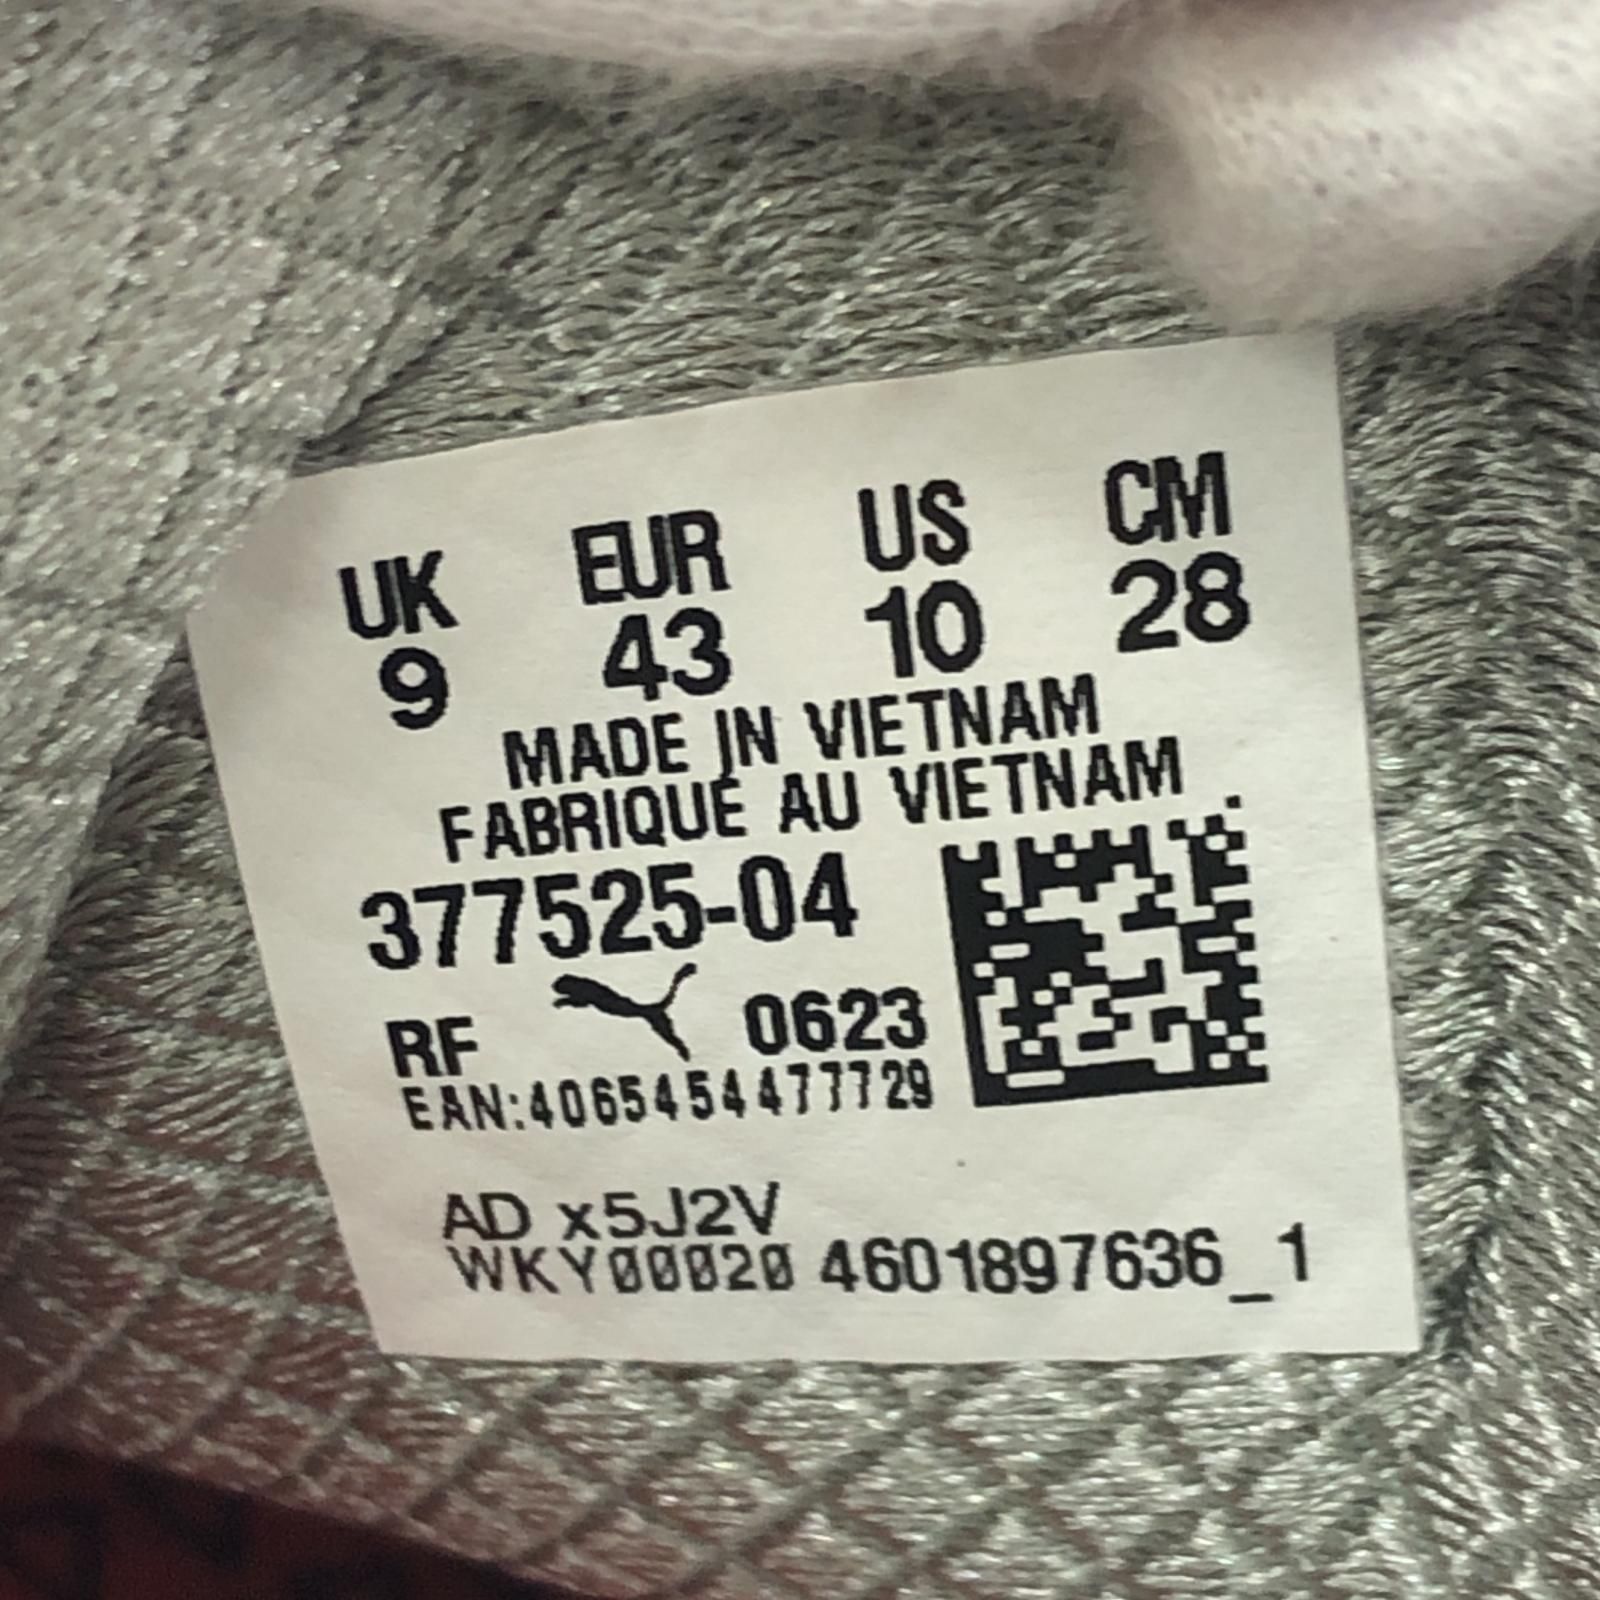 UK EUR US CM
9 43 10 28
MADE IN VIETNAM
FABRIQUÉ AU VIETNAM
377525-04
RF 0623
EAN:4065454477729
AD x5J2V
WKY00020 4601897636_1